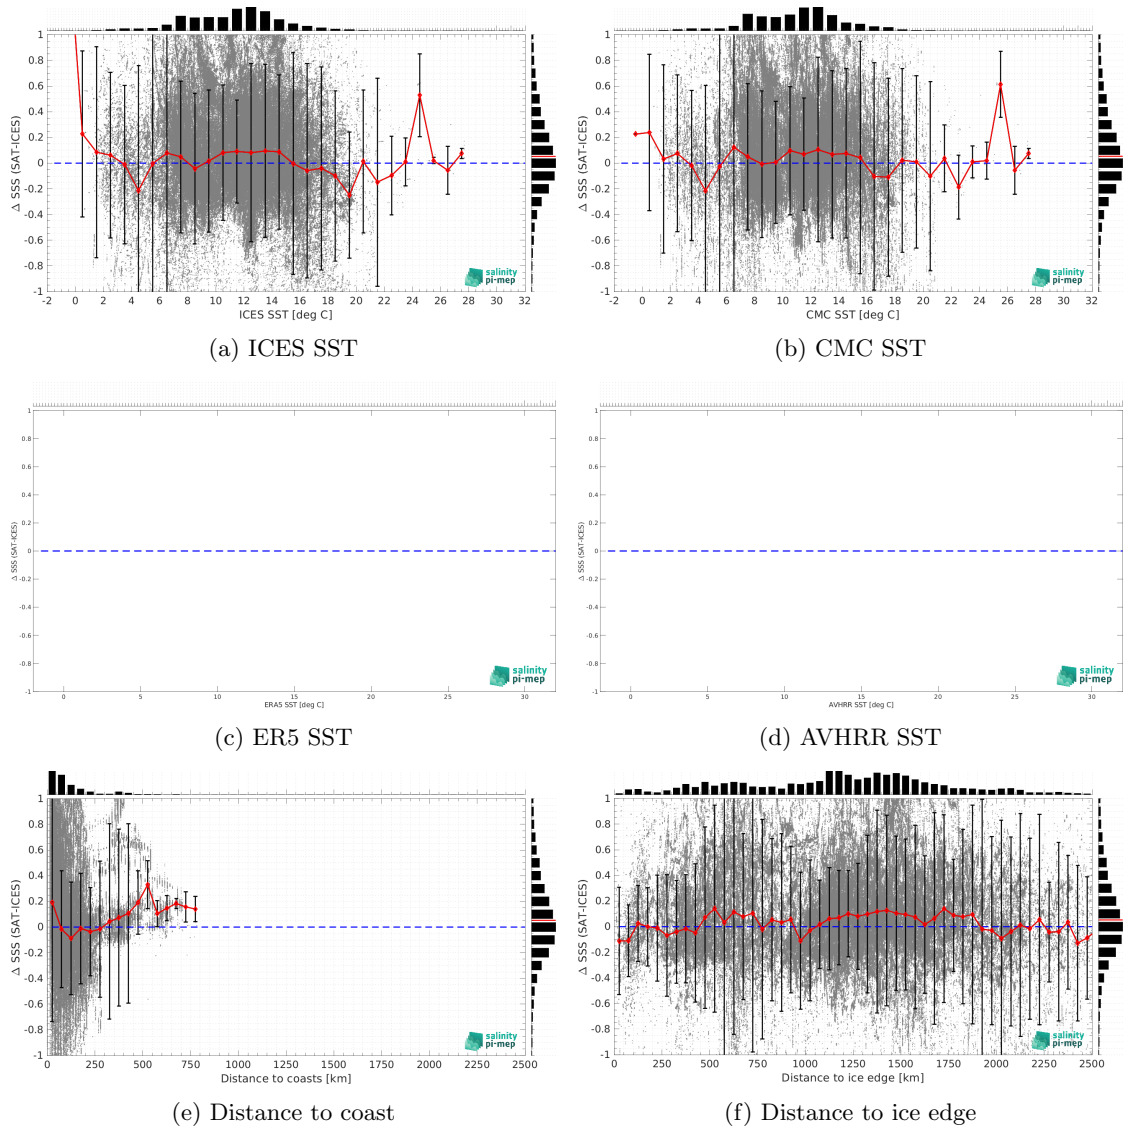 1
0.8
0.6
0.4
0.2
0
-0.2
-0.4
-0.6
-0.8
-1
Δ SSS (SAT-ICES)
-2 0 2 4 6 8 10 12 14 16 18 20 22 24 26 28 30 32
ICES SST [deg C]
salinity
pi-mep
(a) ICES SST
1
0.8
0.6
0.4
0.2
0
-0.2
-0.4
-0.6
-0.8
-1
Δ SSS (SAT-ICES)
-2 0 2 4 6 8 10 12 14 16 18 20 22 24 26 28 30 32
CMC SST [deg C]
salinity
pi-mep
(b) CMC SST
1
0.8
0.6
0.4
0.2
0
-0.2
-0.4
-0.6
-0.8
-1
Δ SSS (SAT-ICES)
0 5 10 15 20 25 30
ERA5 SST [deg C]
salinity
pi-mep
(c) ER5 SST
1
0.8
0.6
0.4
0.2
0
-0.2
-0.4
-0.6
-0.8
-1
Δ SSS (SAT-ICES)
0 5 10 15 20 25 30
AVHRR SST [deg C]
salinity
pi-mep
(d) AVHRR SST
1
0.8
0.6
0.4
0.2
0
-0.2
-0.4
-0.6
-0.8
-1
Δ SSS (SAT-ICES)
0 250 500 750 1000 1250 1500 1750 2000 2250 2500
Distance to coasts [km]
salinity
pi-mep
(e) Distance to coast
1
0.8
0.6
0.4
0.2
0
-0.2
-0.4
-0.6
-0.8
-1
Δ SSS (SAT-ICES)
0 250 500 750 1000 1250 1500 1750 2000 2250 2500
Distance to ice edge [km]
salinity
pi-mep
(f) Distance to ice edge